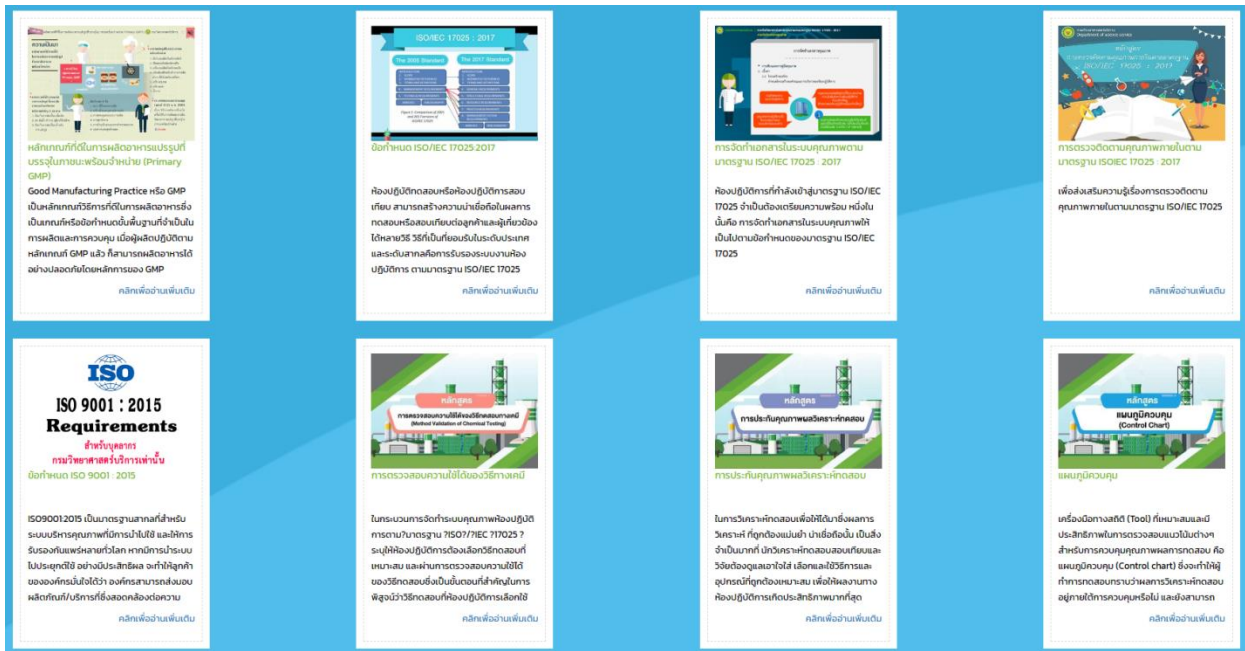 ISO/IEC 17025 : 2017
The 2005 Standard
The 2017 Standard
หลักสูตร
การตรวจติดตามคุณภาพภายในตามมาตรฐาน
ISO/IEC 17025 : 2017
หลักเกณฑ์ที่ดีในการผลิตอาหารแปรรูปที่
บรรจุในภาชนะพร้อมจำหน่าย (Primary
GMP)
Good Manufacturing Practice หรือ GMP
เป็นหลักเกณฑ์วิธีการที่ดีในการผลิตอาหารซึ่ง
เป็นเกณฑ์หรือข้อกำหนดขั้นพื้นฐานที่จำเป็นใน
การผลิตและการควบคุม เมื่อผู้ผลิตปฏิบัติตาม
หลักเกณฑ์ GMP แล้ว ก็สามารถผลิตอาหารได้
อย่างปลอดภัยโดยหลักการของ GMP
คลิกเพื่ออ่านเพิ่มเติม
ข้อกำหนด ISO/IEC 17025:2017
ห้องปฏิบัติทดสอบหรือห้องปฏิบัติการสอบ
เทียบ สามารถสร้างความน่าเชื่อถือในผลการ
ทดสอบหรือสอบเทียบต่อลูกค้าและผู้เกี่ยวข้อง
ได้หลายวิธี วิธีที่เป็นที่ยอมรับในระดับประเทศ
และระดับสากลคือการรับรองระบบงานห้อง
ปฏิบัติการ ตามมาตรฐาน ISO/IEC 17025
คลิกเพื่ออ่านเพิ่มเติม
การจัดทำเอกสารในระบบคุณภาพตาม
มาตรฐาน ISO/IEC 17025 : 2017
ห้องปฏิบัติการที่กำลังเข้าสู่มาตรฐาน ISO/IEC
17025 จำเป็นต้องเตรียมความพร้อม หนึ่งใน
นั้นคือ การจัดทำเอกสารในระบบคุณภาพให้
เป็นไปตามข้อกำหนดของมาตรฐาน ISO/IEC
17025
คลิกเพื่ออ่านเพิ่มเติม
การตรวจติดตามคุณภาพภายในตาม
มาตรฐาน ISOIEC 17025 : 2017
เพื่อส่งเสริมความรู้เรื่องการตรวจติดตาม
คุณภาพภายในตามมาตรฐาน ISO/IEC 17025
คลิกเพื่ออ่านเพิ่มเติม
ISO
ISO 9001 : 2015
Requirements
สำหรับบุคลากร
กรมวิทยาศาสตร์บริการเท่านั้น
ข้อกำหนด ISO 9001 : 2015
ISO9001:2015 เป็นมาตรฐานสากลที่สำหรับ
ระบบบริหารคุณภาพที่มีการนำไปใช้ และให้การ
รับรองกันแพร่หลายทั่วโลก หากมีการนำระบบ
ไปประยุกต์ใช้ อย่างมีประสิทธิผล จะทำให้ลูกค้า
ขององค์กรมั่นใจได้ว่า องค์กรสามารถส่งมอบ
ผลิตภัณฑ์/บริการที่ซึ่งสอดคล้องต่อความ
คลิกเพื่ออ่านเพิ่มเติม
หลักสูตร
การตรวจสอบความใช้ได้ของวิธีทดสอบทางเคมี
(Method Validation of Chemical Testing)
การตรวจสอบความใช้ได้ของวิธีทางเคมี
ในกระบวนการจัดทำระบบคุณภาพห้องปฏิบัติ
การตาม?มาตรฐาน ?ISO?/?IEC ?17025 ?
ระบุให้ห้องปฏิบัติการต้องเลือกวิธีทดสอบที่
เหมาะสม และผ่านการตรวจสอบความใช้ได้
ของวิธีทดสอบซึ่งเป็นขั้นตอนที่สำคัญในการ
พิสูจน์ว่าวิธีทดสอบที่ห้องปฏิบัติการเลือกใช้
คลิกเพื่ออ่านเพิ่มเติม
หลักสูตร
การประกันคุณภาพผลวิเคราะห์ทดสอบ
การประกันคุณภาพผลวิเคราะห์ทดสอบ
ในการวิเคราะห์ทดสอบเพื่อให้ได้มาซึ่งผลการ
วิเคราะห์ ที่ถูกต้องแม่นยำ น่าเชื่อถือนั้น เป็นสิ่ง
จำเป็นมากที่ นักวิเคราะห์ทดสอบสอบเทียบและ
วิจัยต้องดูแลเอาใจใส่ เลือกและใช้วิธีการและ
อุปกรณ์ที่ถูกต้องเหมาะสม เพื่อให้ผลงานทาง
ห้องปฏิบัติการเกิดประสิทธิภาพมากที่สุด
คลิกเพื่ออ่านเพิ่มเติม
หลักสูตร
แผนภูมิควบคุม
(Control Chart)
แผนภูมิควบคุม
เครื่องมือทางสถิติ (Tool) ที่เหมาะสมและมี
ประสิทธิภาพในการตรวจสอบแนวโน้มต่างๆ
สำหรับการควบคุมคุณภาพผลการทดสอบ คือ
แผนภูมิควบคุม (Control chart) ซึ่งจะทำให้ผู้
ทำการทดสอบทราบว่าผลการวิเคราะห์ทดสอบ
อยู่ภายใต้การควบคุมหรือไม่ และยังสามารถ
คลิกเพื่ออ่านเพิ่มเติม